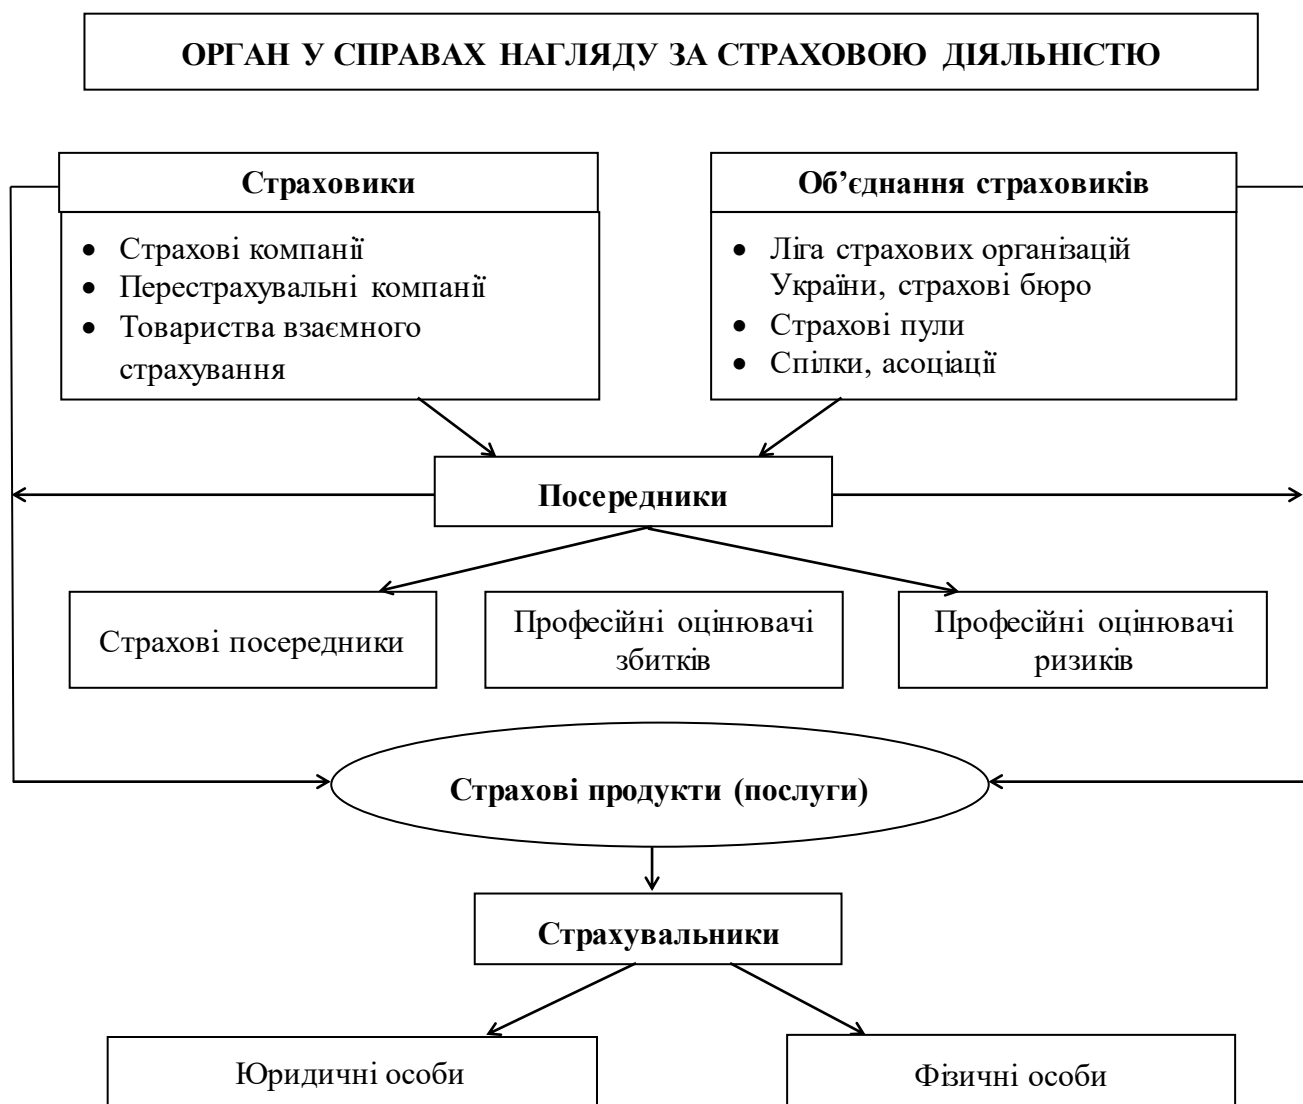 ОРГАН У СПРАВАХ НАГЛЯДУ ЗА СТРАХОВОЮ ДІЯЛЬНІСТЮ
Страховики
• Страхові компанії
• Перестрахувальні компанії
• Товариства взаємного
страхування
Об’єднання страховиків
• Ліга страхових організацій
України, страхові бюро
• Страхові пули
• Спілки, асоціації
Посередники
Страхові посередники
Професійні оцінювачі
збитків
Професійні оцінювачі
ризиків
Страхові продукти (послуги)
Страхувальники
Юридичні особи
Фізичні особи